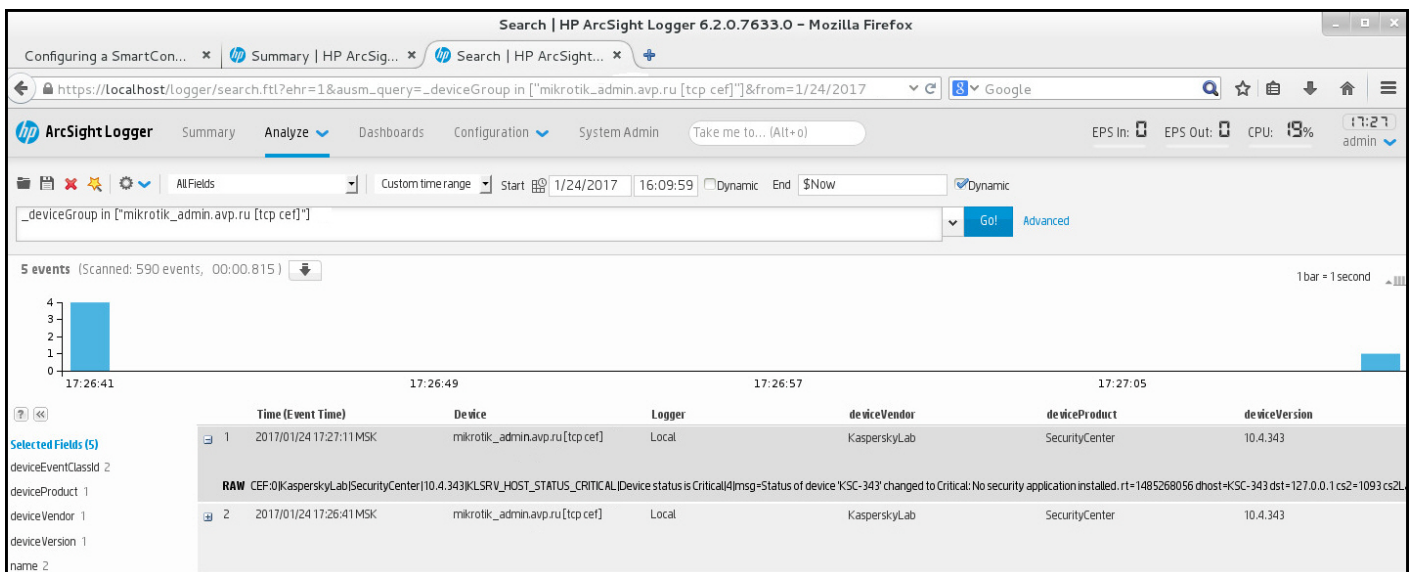 Search | HP ArcSight Logger 6.2.0.7633.0 - Mozilla Firefox
Configuring a SmartCon... Summary | HP ArcSig... Search | HP ArcSight...
https://localhost/logger/search.ftl?ehr=1&ausm_query=_deviceGroup in ["mikrotik_admin.avp.ru [tcp cef]"]&from=1/24/2017 Google
hp ArcSight Logger Summary Analyze Dashboards Configuration System Admin Take me to... (Alt+o) EPS In: 0 EPS Out: 0 CPU: 19% 17:27
admin
All Fields Custom time range Start 1/24/2017 16:09:59 Dynamic End $Now Dynamic
_deviceGroup in ["mikrotik_admin.avp.ru [tcp cef]"] Go! Advanced
5 events (Scanned: 590 events, 00:00.815) 1 bar = 1 second
4
3
2
1
0
17:26:41 17:26:49 17:26:57 17:27:05
? « Time (Event Time) Device Logger deviceVendor deviceProduct deviceVersion
Selected Fields (5) 1 2017/01/24 17:27:11 MSK mikrotik_admin.avp.ru [tcp cef] Local KasperskyLab SecurityCenter 10.4.343
deviceEventClassId 2
deviceProduct 1 RAW CEF:0|KasperskyLab|SecurityCenter|10.4.343|KLSRV_HOST_STATUS_CRITICAL|Device status is Critical|4|msg=Status of device 'KSC-343' changed to Critical: No security application installed. rt=1485268056 dhost=KSC-343 dst=127.0.0.1 cs2=1093 cs2L
deviceVendor 1 2 2017/01/24 17:26:41 MSK mikrotik_admin.avp.ru [tcp cef] Local KasperskyLab SecurityCenter 10.4.343
deviceVersion 1
name 2